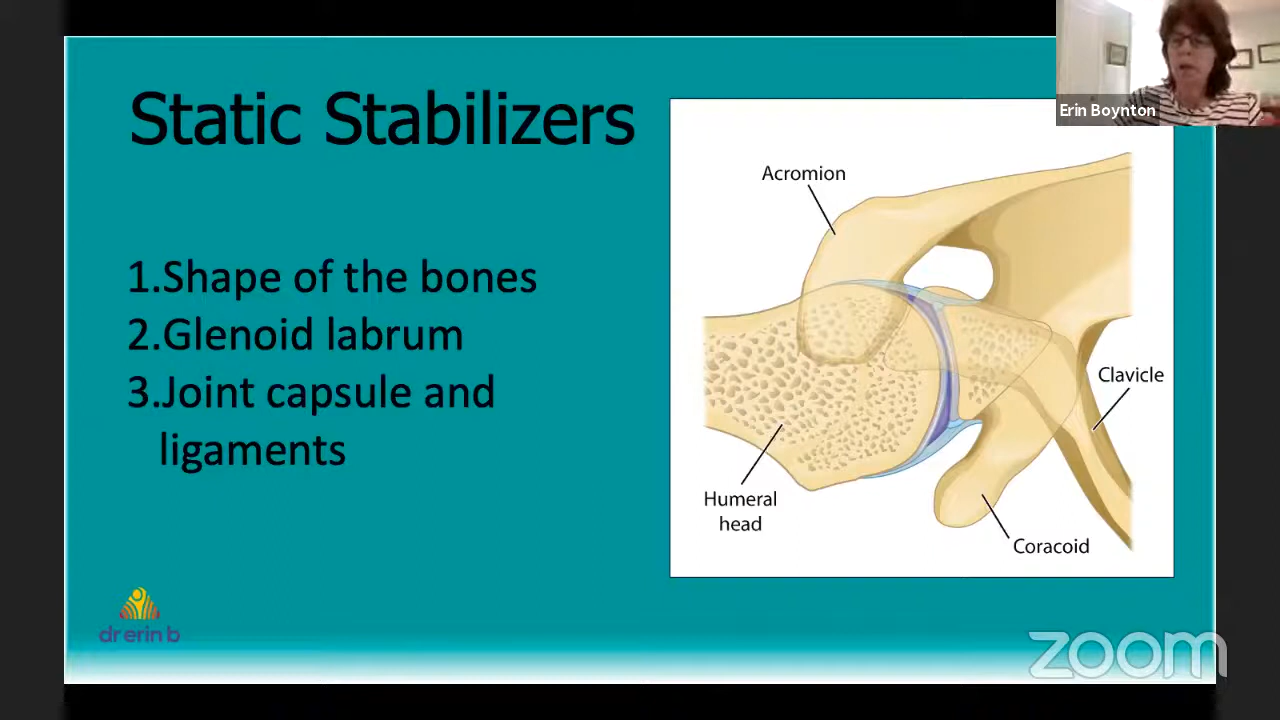 Static Stabilizers
1.Shape of the bones
2.Glenoid labrum
3.Joint capsule and
ligaments
Acromion
Clavicle
Humeral
head
Coracoid
Erin Boynton
dr erin b
zoom